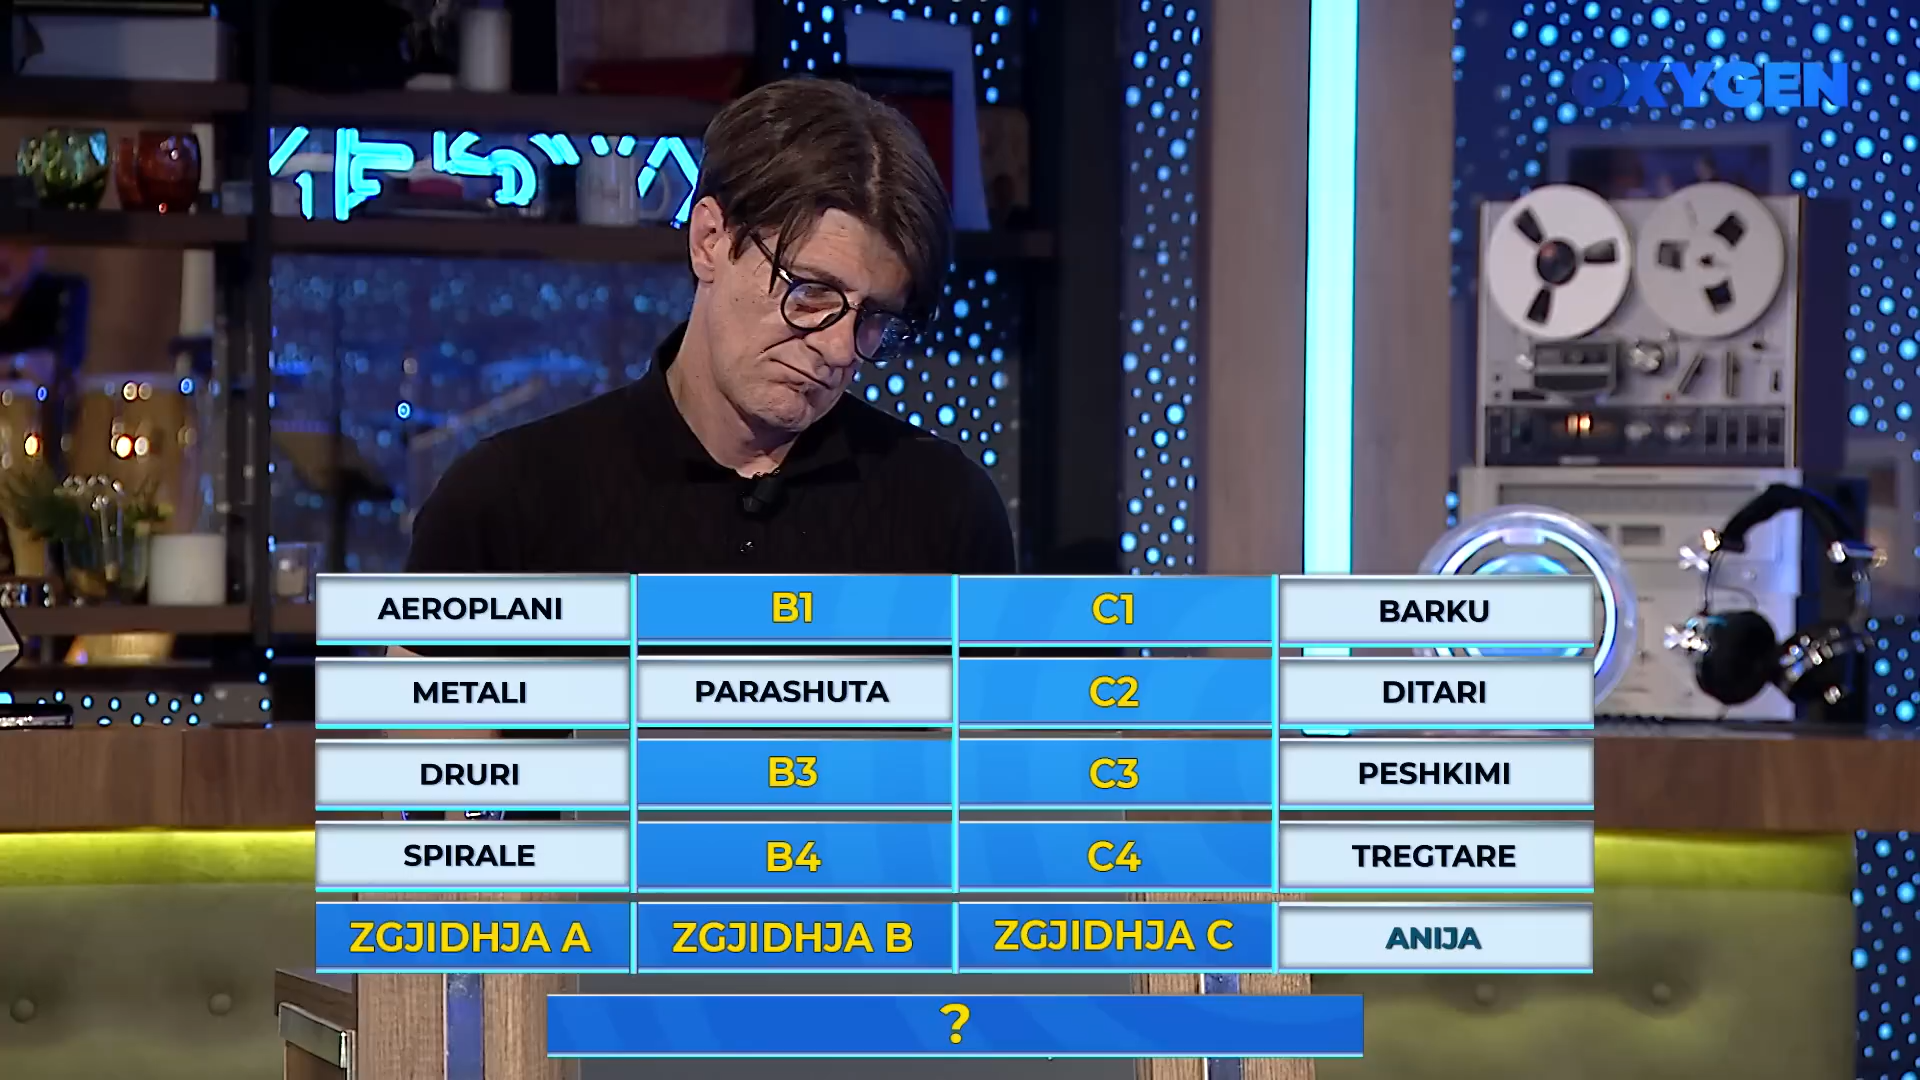 OXYGEN
AEROPLANI B1 C1 BARKU
METALI PARASHUTA C2 DITARI
DRURI B3 C3 PESHKIMI
SPIRALE B4 C4 TREGTARE
ZGJIDHJA A ZGJIDHJA B ZGJIDHJA C ANIJA
?